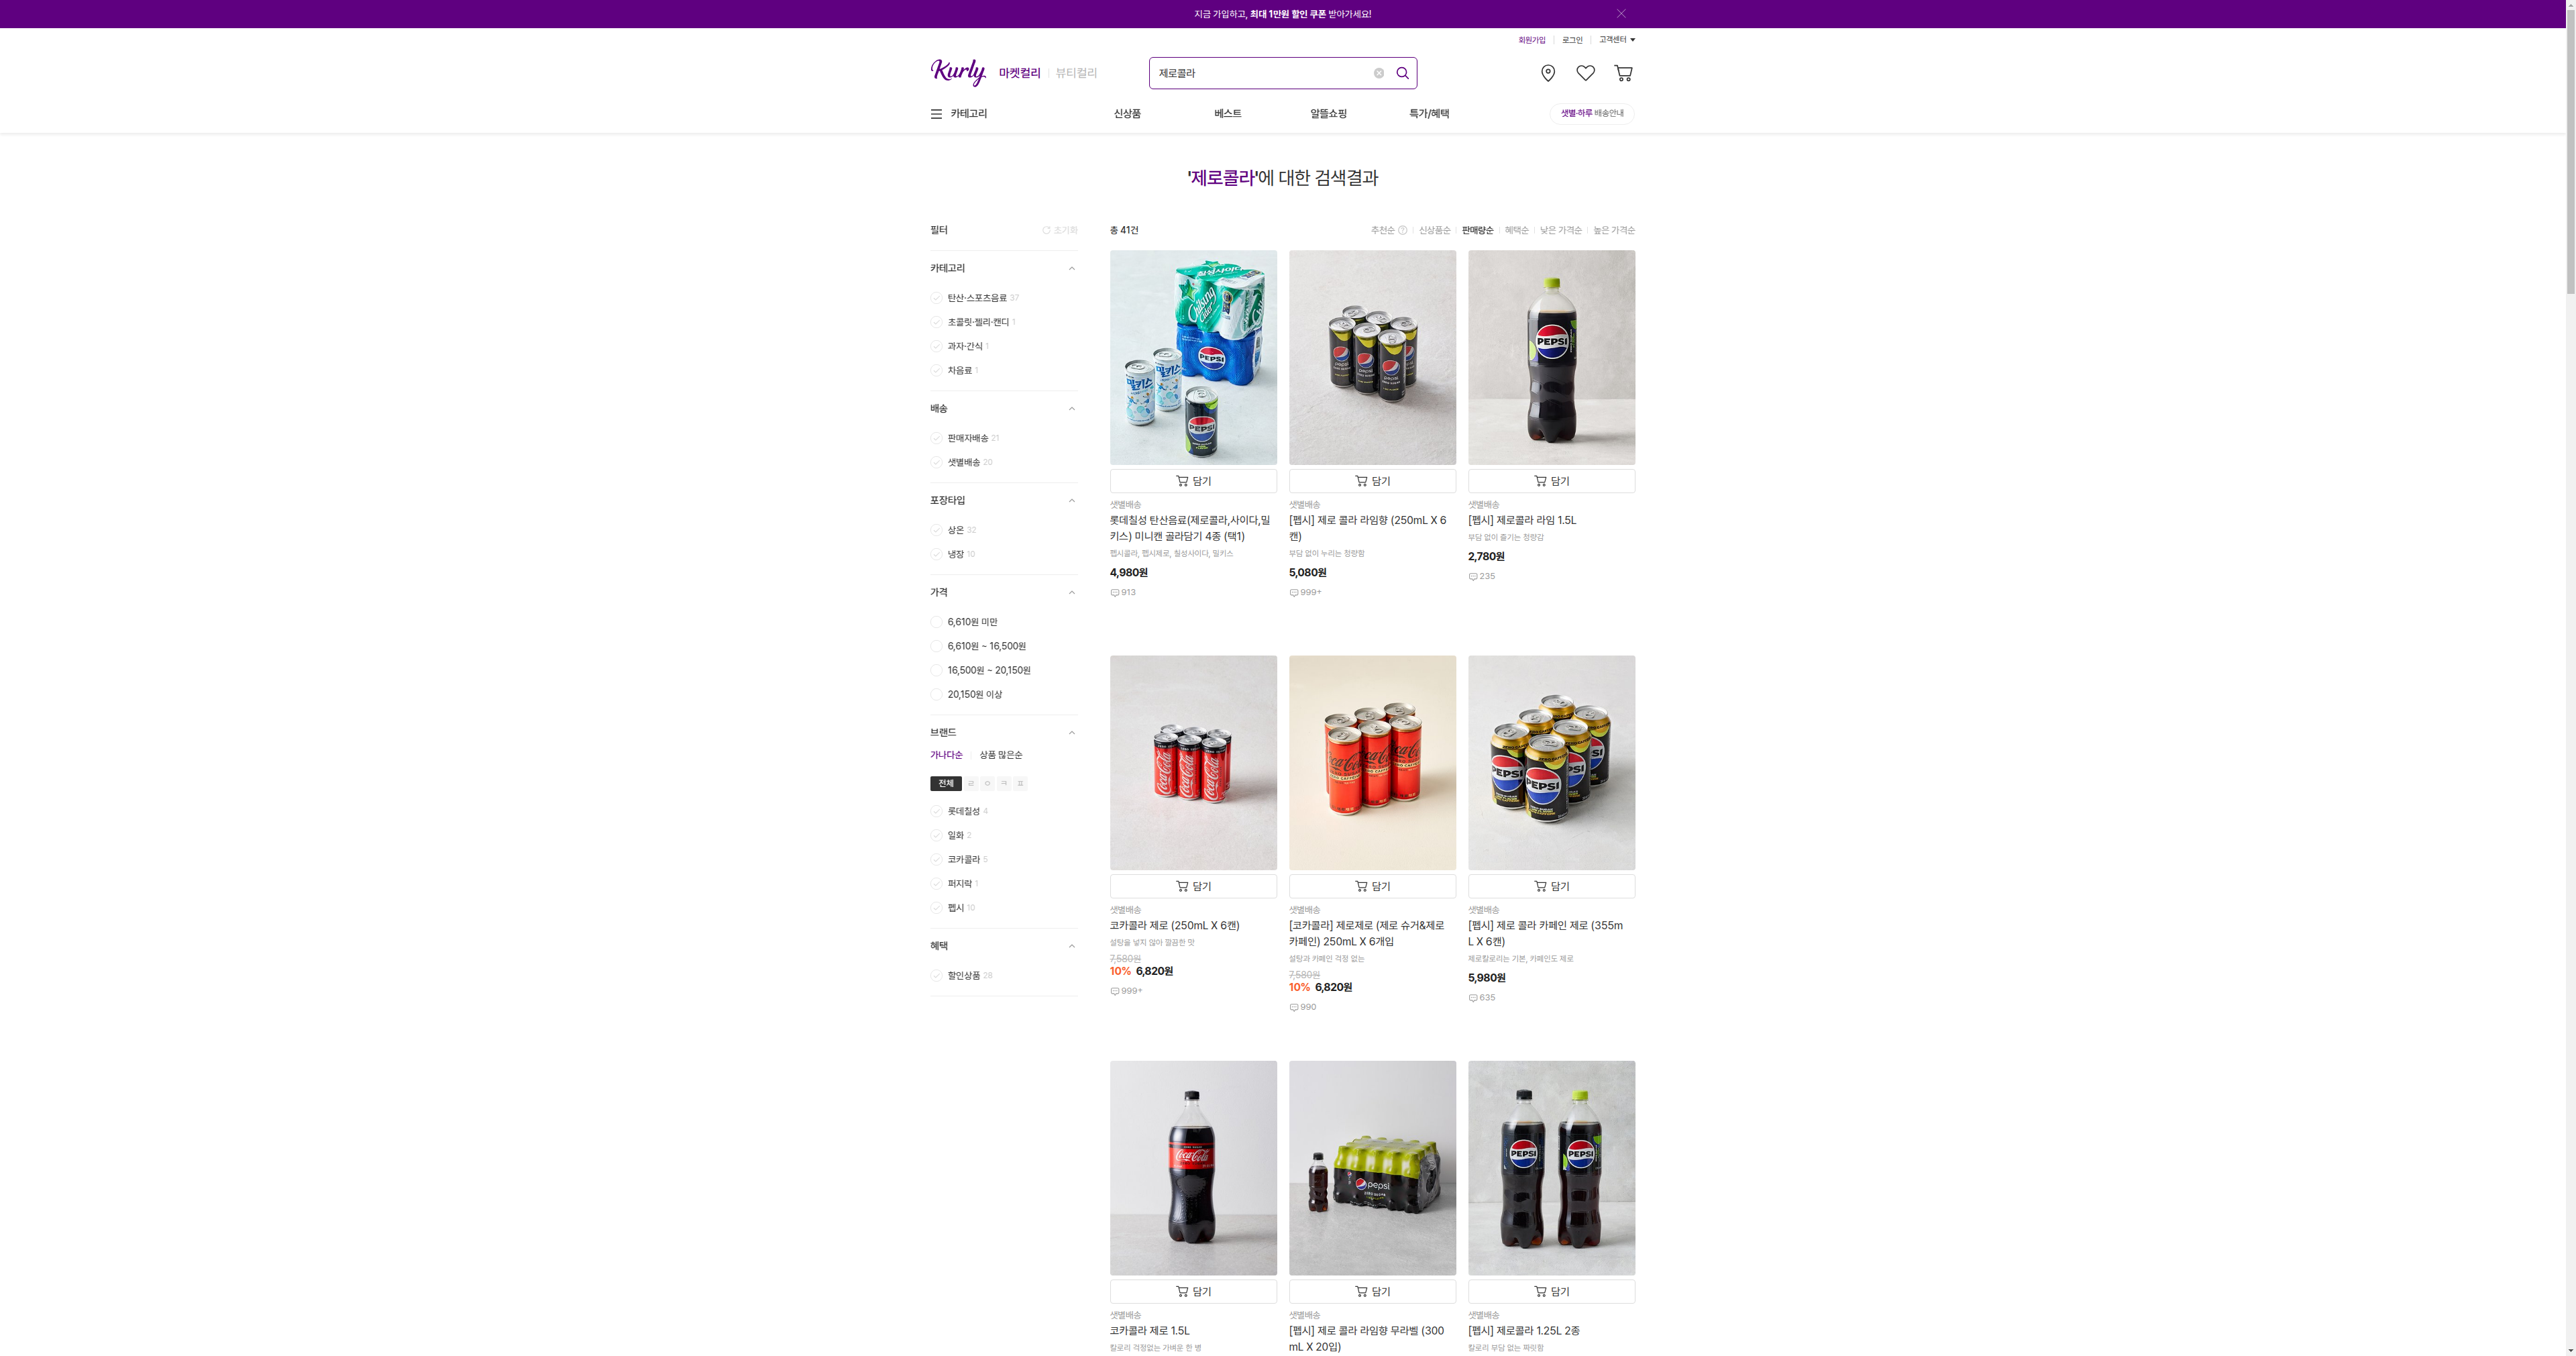 지금 가입하고, 최대 1만원 할인 쿠폰 받아가세요!
회원가입 로그인 고객센터
Kurly 마켓컬리 뷰티컬리
제로콜라
카테고리 신상품 베스트 알뜰쇼핑 특가/혜택 샛별·하루 배송안내
'제로콜라'에 대한 검색결과
필터 초기화
카테고리
탄산·스포츠음료 37
초콜릿·젤리·캔디 1
과자·간식 1
차음료 1
배송
판매자배송 21
샛별배송 20
포장타입
상온 32
냉장 10
가격
6,610원 미만
6,610원 ~ 16,500원
16,500원 ~ 20,150원
20,150원 이상
브랜드
가나다순 상품 많은순
전체 ㄹ ㅇ ㅋ ㅍ
롯데칠성 4
일화 2
코카콜라 5
퍼지락 1
펩시 10
혜택
할인상품 28
총 41건
추천순 신상품순 판매량순 혜택순 낮은 가격순 높은 가격순
Chilsung Cider
PEPSI
밀키스
밀키스
PEPSI
담기
샛별배송
롯데칠성 탄산음료(제로콜라,사이다,밀
키스) 미니캔 골라담기 4종 (택1)
펩시콜라, 펩시제로, 칠성사이다, 밀키스
4,980원
913
pepsi
담기
샛별배송
[펩시] 제로 콜라 라임향 (250mL X 6
캔)
부담 없이 누리는 청량함
5,080원
999+
PEPSI
담기
샛별배송
[펩시] 제로콜라 라임 1.5L
부담 없이 즐기는 청량감
2,780원
235
Coca-Cola
담기
샛별배송
코카콜라 제로 (250mL X 6캔)
설탕을 넣지 않아 깔끔한 맛
7,580원
10% 6,820원
999+
Coca-Cola
담기
샛별배송
[코카콜라] 제로제로 (제로 슈거&제로
카페인) 250mL X 6개입
설탕과 카페인 걱정 없는
7,580원
10% 6,820원
990
PEPSI
PEPSI
담기
샛별배송
[펩시] 제로 콜라 카페인 제로 (355m
L X 6캔)
제로칼로리는 기본, 카페인도 제로
5,980원
635
Coca-Cola
담기
샛별배송
코카콜라 제로 1.5L
칼로리 걱정없는 가벼운 한 병
pepsi
담기
샛별배송
[펩시] 제로 콜라 라임향 무라벨 (300
mL X 20입)
PEPSI PEPSI
담기
샛별배송
[펩시] 제로콜라 1.25L 2종
칼로리 부담 없는 짜릿함